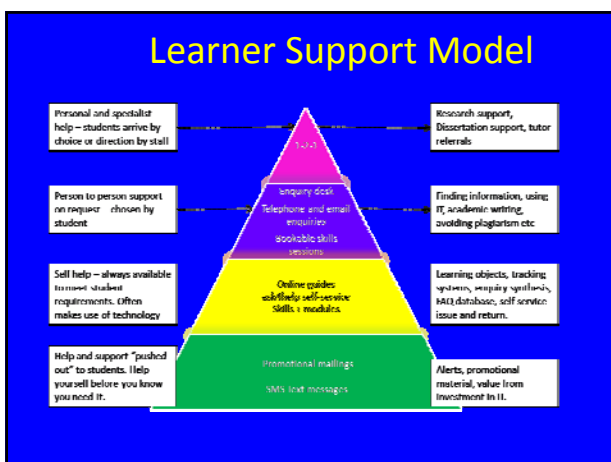 Learner Support Model
Personal and specialist
help – students arrive by
choice or direction by staff
Research support,
Dissertation support, tutor
referrals
1-2-1
Person to person support
on request – chosen by
student
Enquiry desk
Telephone and email
enquiries
Bookable skills
sessions
Finding information, using
IT, academic writing,
avoiding plagiarism etc
Self help – always available
to meet student
requirements. Often
makes use of technology
Online guides
ask4help self-service
Skills + modules.
Learning objects, tracking
systems, enquiry synthesis,
FAQ database, self service
issue and return.
Help and support "pushed
out" to students. Help
yourself before you know
you need it.
Promotional mailings
SMS Text messages
Alerts, promotional
material, value from
investment in IT.